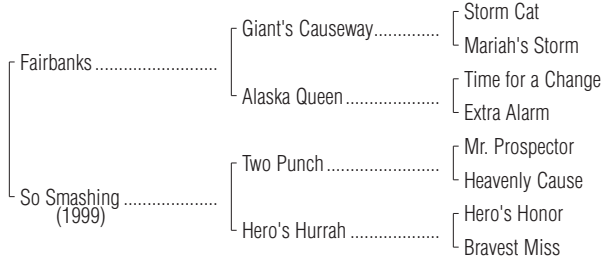 Storm Cat
Giant's Causeway..............
Mariah's Storm
Fairbanks ..........................
Time for a Change
Alaska Queen ....................
Extra Alarm
Mr. Prospector
Two Punch ........................
Heavenly Cause
So Smashing ....................
(1999)
Hero's Honor
Hero's Hurrah ...................
Bravest Miss